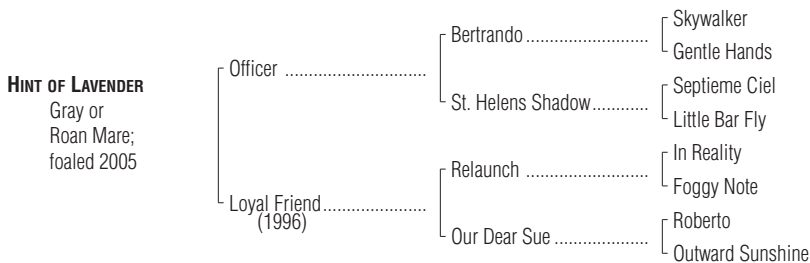 HINT OF LAVENDER
Gray or
Roan Mare;
foaled 2005
Officer ..............................
Loyal Friend......................
(1996)
Bertrando ..........................
St. Helens Shadow............
Relaunch ..........................
Our Dear Sue ....................
Skywalker
Gentle Hands
Septieme Ciel
Little Bar Fly
In Reality
Foggy Note
Roberto
Outward Sunshine